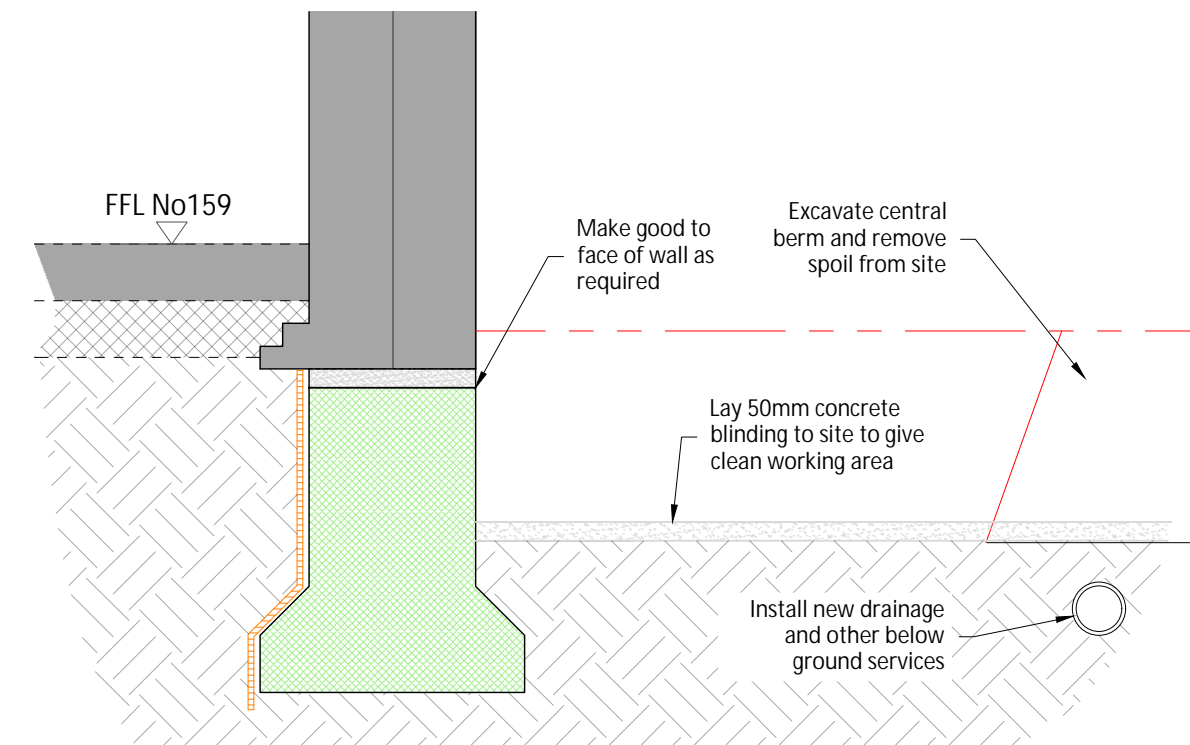 FFL No159
Make good to
face of wall as
required
Excavate central
berm and remove
spoil from site
Lay 50mm concrete
blinding to site to give
clean working area
Install new drainage
and other below
ground services